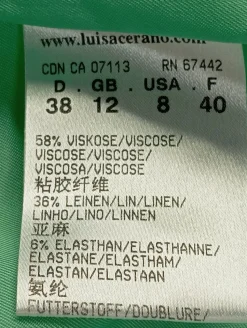 www.luisacerano.com
CDN CA 07113 RN 67442
D . GB . USA . F
38 12 8 40
58% VISKOSE/VISCOSE/
VISCOSE/VISCOSE/
VISCOSA/VISCOSE
粘胶纤维
36% LEINEN/LIN/LINEN/
LINHO/LINO/LINNEN
亚麻
6% ELASTHAN/ELASTHANNE/
ELASTANE/ELASTHAM/
ELASTAN/ELASTAAN
氨纶
FUTTERSTOFF/DOUBLURE/